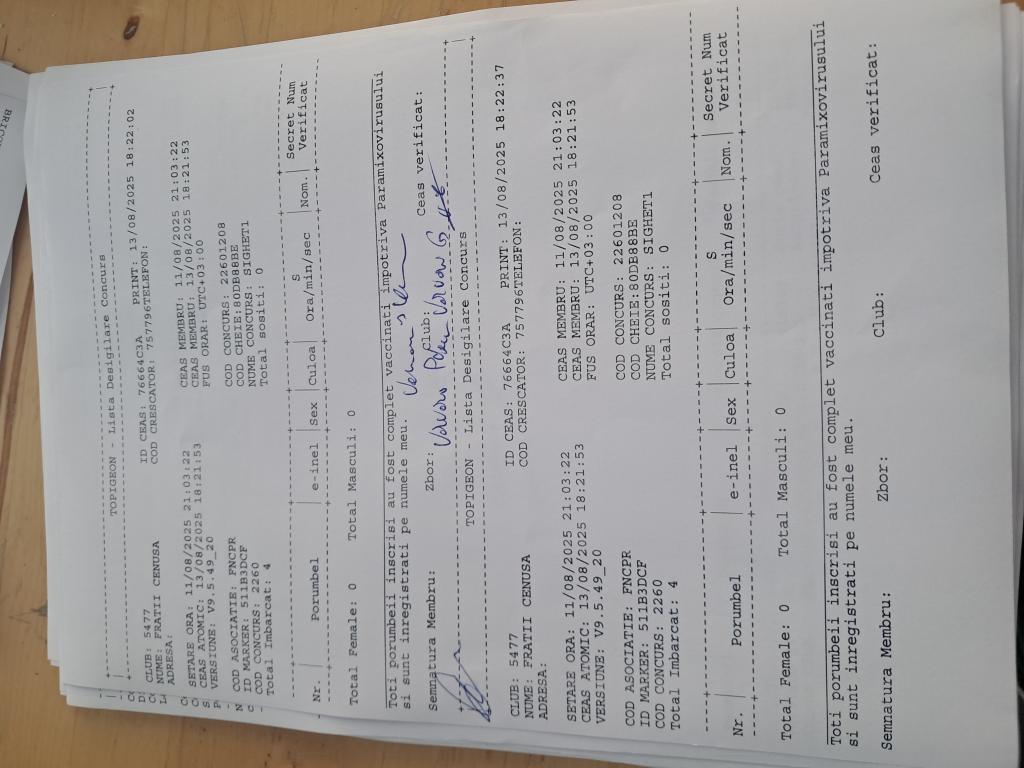 TOPIGEON - Lista Desigilare Concurs
CLUB: 5477 ID CEAS: 76664C3A PRINT: 13/08/2025 18:22:02
NUME: FRATII CENUSA COD CRESCATOR: 757796TELEFON:
ADRESA:
SETARE ORA: 11/08/2025 21:03:22 CEAS MEMBRU: 11/08/2025 21:03:22
CEAS ATOMIC: 13/08/2025 18:21:53 CEAS MEMBRU: 13/08/2025 18:21:53
VERSIUNE: V9.5.49_20 FUS ORAR: UTC+03:00
COD ASOCIATIE: FNCPR COD CONCURS: 22601208
ID MARKER: 511B3DCF COD CHEIE:80DB88BE
COD CONCURS: 2260 NUME CONCURS: SIGHET1
Total Imbarcat: 4 Total sositi: 0
Nr. | Porumbel | e-inel | Sex | Culoa | S Ora/min/sec | Nom. | Secret Num Verificat
Total Female: 0 Total Masculi: 0
Toti porumbeii inscrisi au fost complet vaccinati impotriva Paramixovirusului
si sunt inregistrati pe numele meu.
Semnatura Membru: Zbor: Club: Ceas verificat:
TOPIGEON - Lista Desigilare Concurs
CLUB: 5477 ID CEAS: 76664C3A PRINT: 13/08/2025 18:22:37
NUME: FRATII CENUSA COD CRESCATOR: 757796TELEFON:
ADRESA:
SETARE ORA: 11/08/2025 21:03:22 CEAS MEMBRU: 11/08/2025 21:03:22
CEAS ATOMIC: 13/08/2025 18:21:53 CEAS MEMBRU: 13/08/2025 18:21:53
VERSIUNE: V9.5.49_20 FUS ORAR: UTC+03:00
COD ASOCIATIE: FNCPR COD CONCURS: 22601208
ID MARKER: 511B3DCF COD CHEIE:80DB88BE
COD CONCURS: 2260 NUME CONCURS: SIGHET1
Total Imbarcat: 4 Total sositi: 0
Nr. | Porumbel | e-inel | Sex | Culoa | S Ora/min/sec | Nom. | Secret Num Verificat
Total Female: 0 Total Masculi: 0
Toti porumbeii inscrisi au fost complet vaccinati impotriva Paramixovirusului
si sunt inregistrati pe numele meu.
Semnatura Membru: Zbor: Club: Ceas verificat: